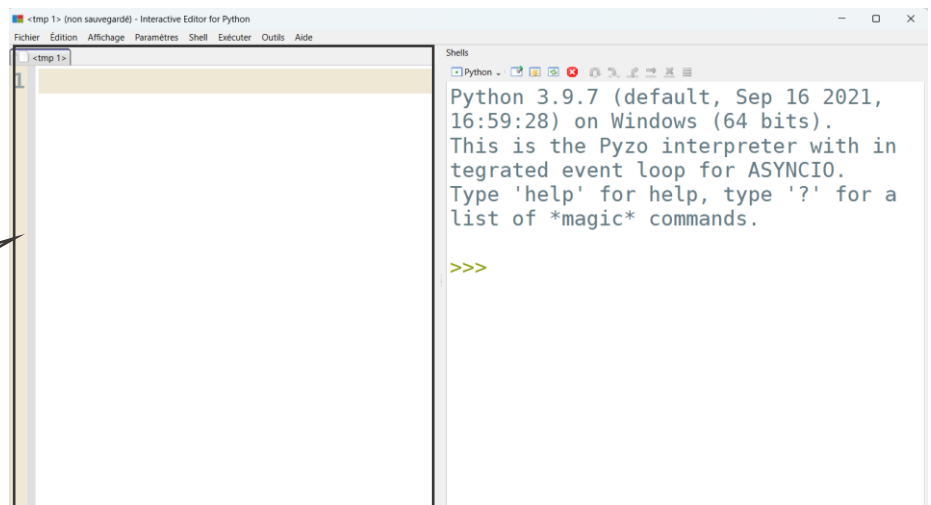 <tmp 1> (non sauvegardé) - Interactive Editor for Python
Fichier Édition Affichage Paramètres Shell Exécuter Outils Aide
<tmp 1>
1
Shells
Python
Python 3.9.7 (default, Sep 16 2021,
16:59:28) on Windows (64 bits).
This is the Pyzo interpreter with in
tegrated event loop for ASYNCIO.
Type 'help' for help, type '?' for a
list of *magic* commands.
>>>